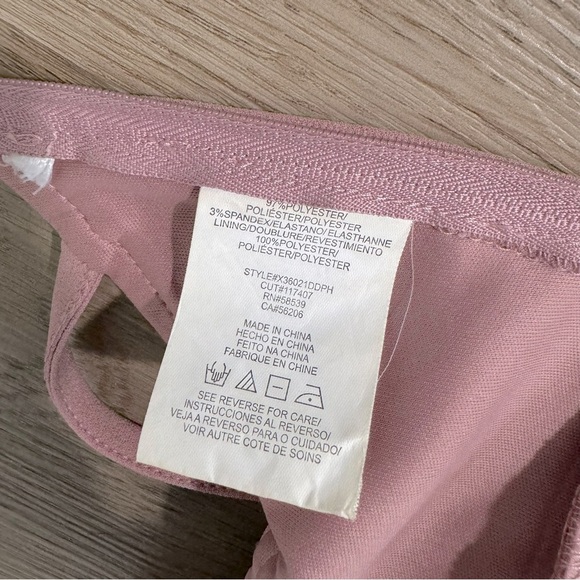 97%POLYESTER/
POLIÉSTER/POLYESTER
3%SPANDEX/ELASTANO/ELASTHANNE
LINING/DOUBLURE/REVESTIMIENTO
100%POLYESTER/
POLIÉSTER/POLYESTER
STYLE#X36021DDPH
CUT#117407
RN#58539
CA#56206
MADE IN CHINA
HECHO EN CHINA
FEITO NA CHINA
FABRIQUE EN CHINE
SEE REVERSE FOR CARE/
INSTRUCCIONES AL REVERSO/
VEJA A REVERSO PARA O CUIDADO/
VOIR AUTRE COTE DE SOINS